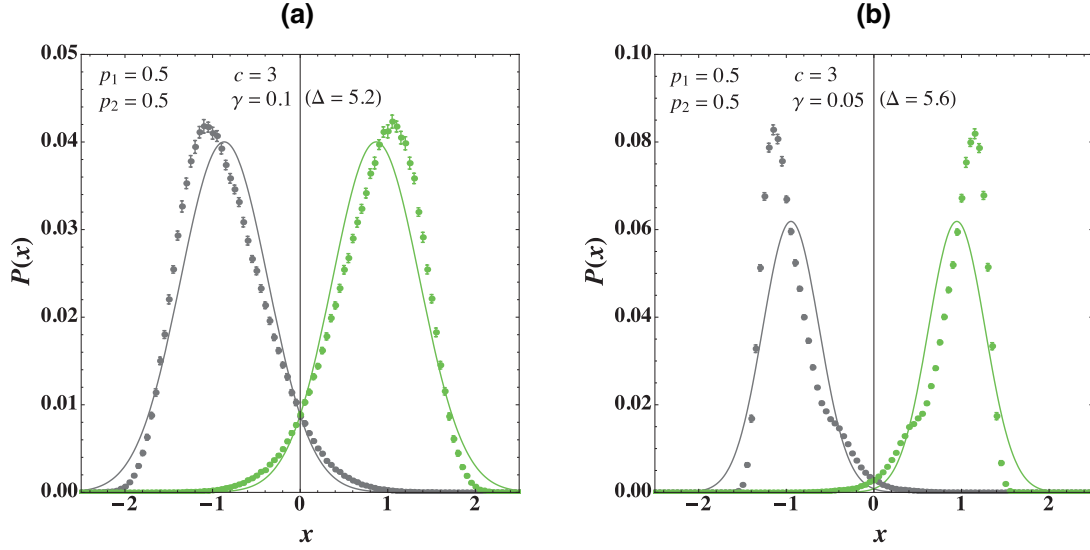 (a)
p₁ = 0.5 c = 3
p₂ = 0.5 γ = 0.1 (Δ = 5.2)
P(x)
0.05
0.04
0.03
0.02
0.01
0.00
−2 −1 0 1 2
x
(b)
p₁ = 0.5 c = 3
p₂ = 0.5 γ = 0.05 (Δ = 5.6)
P(x)
0.10
0.08
0.06
0.04
0.02
0.00
−2 −1 0 1 2
x